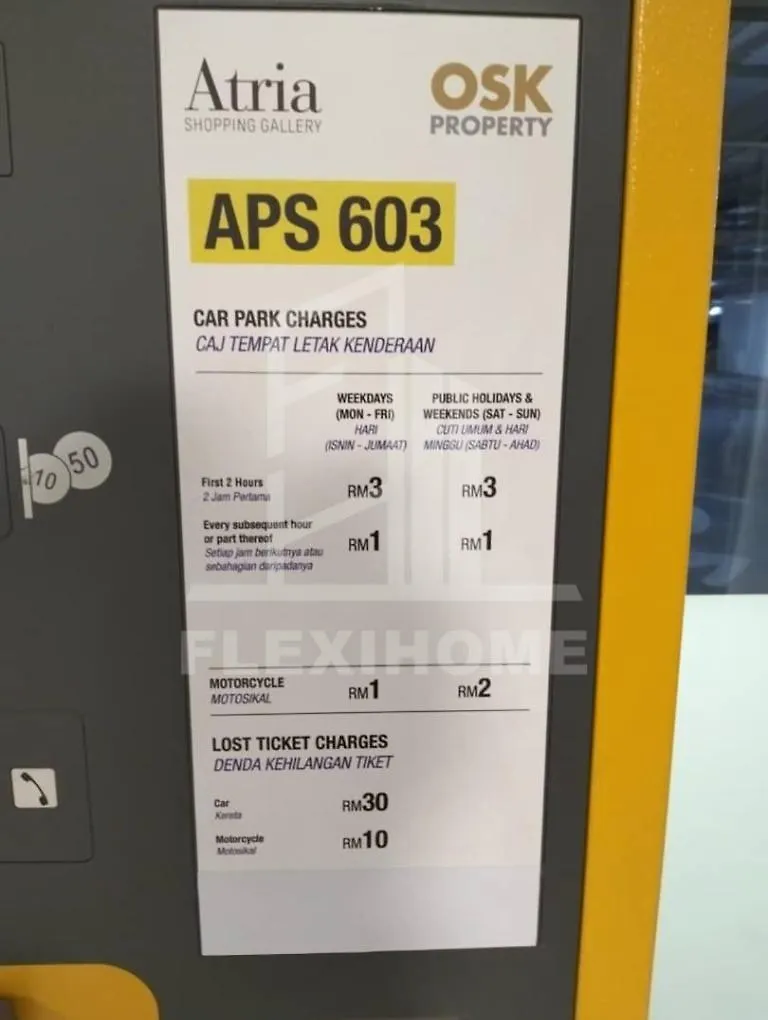 Atria
SHOPPING GALLERY
OSK
PROPERTY
APS 603
CAR PARK CHARGES
CAJ TEMPAT LETAK KENDERAAN
WEEKDAYS
(MON - FRI)
HARI
(ISNIN - JUMAAT)
PUBLIC HOLIDAYS &
WEEKENDS (SAT - SUN)
CUTI UMUM & HARI
MINGGU (SABTU - AHAD)
First 2 Hours
2 Jam Pertama
RM3
RM3
Every subsequent hour
or part thereof
Setiap jam berikutnya atau
sebahagian daripadanya
RM1
RM1
FLEXIHOME
MOTORCYCLE
MOTOSIKAL
RM1
RM2
LOST TICKET CHARGES
DENDA KEHILANGAN TIKET
Car
Kereta
RM30
Motorcycle
Motosikal
RM10
10
50